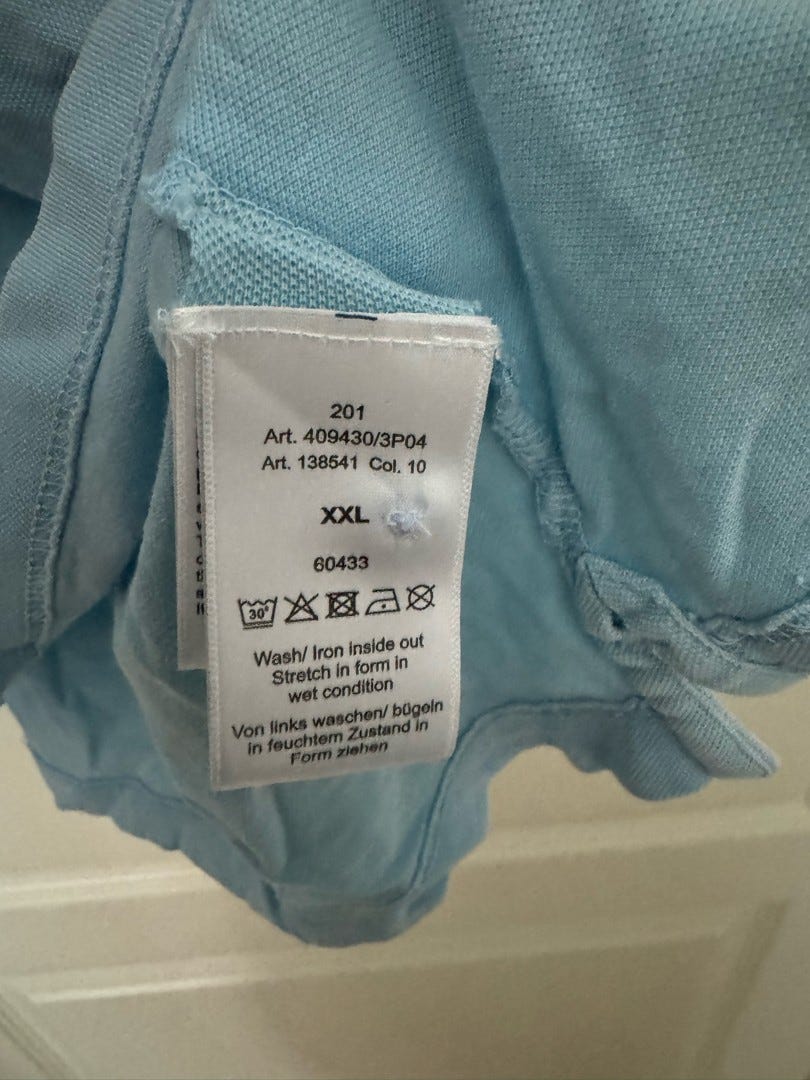 201
Art. 409430/3P04
Art. 138541 Col. 10
XXL
60433
30°
Wash/ Iron inside out
Stretch in form in
wet condition
Von links waschen/ bügeln
in feuchtem Zustand in
Form ziehen